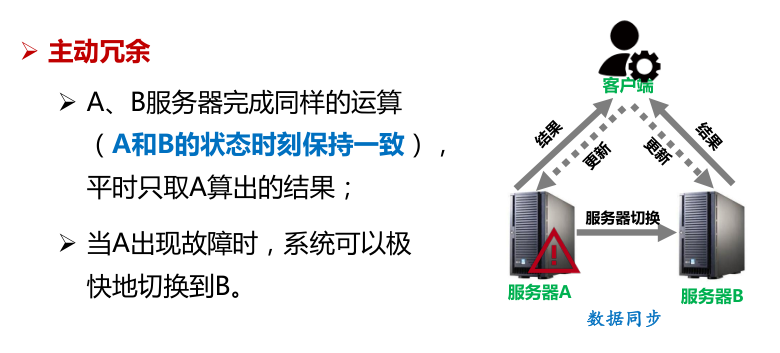 主动冗余
A、B服务器完成同样的运算
（A和B的状态时刻保持一致），
平时只取A算出的结果；
当A出现故障时，系统可以极
快地切换到B。
客户端
结果
更新
更新
结果
服务器切换
服务器A
服务器B
数据同步